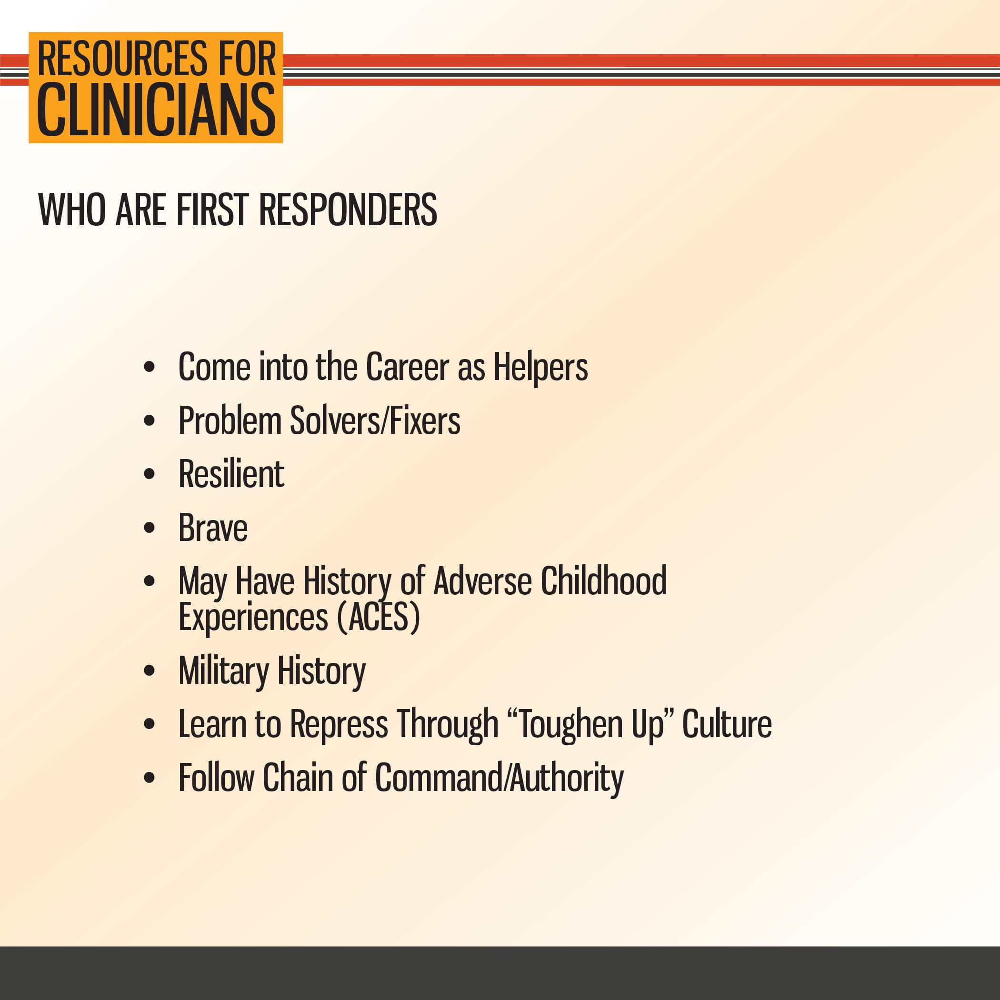 RESOURCES FOR
CLINICIANS
WHO ARE FIRST RESPONDERS
• Come into the Career as Helpers
• Problem Solvers/Fixers
• Resilient
• Brave
• May Have History of Adverse Childhood
Experiences (ACES)
• Military History
• Learn to Repress Through “Toughen Up” Culture
• Follow Chain of Command/Authority